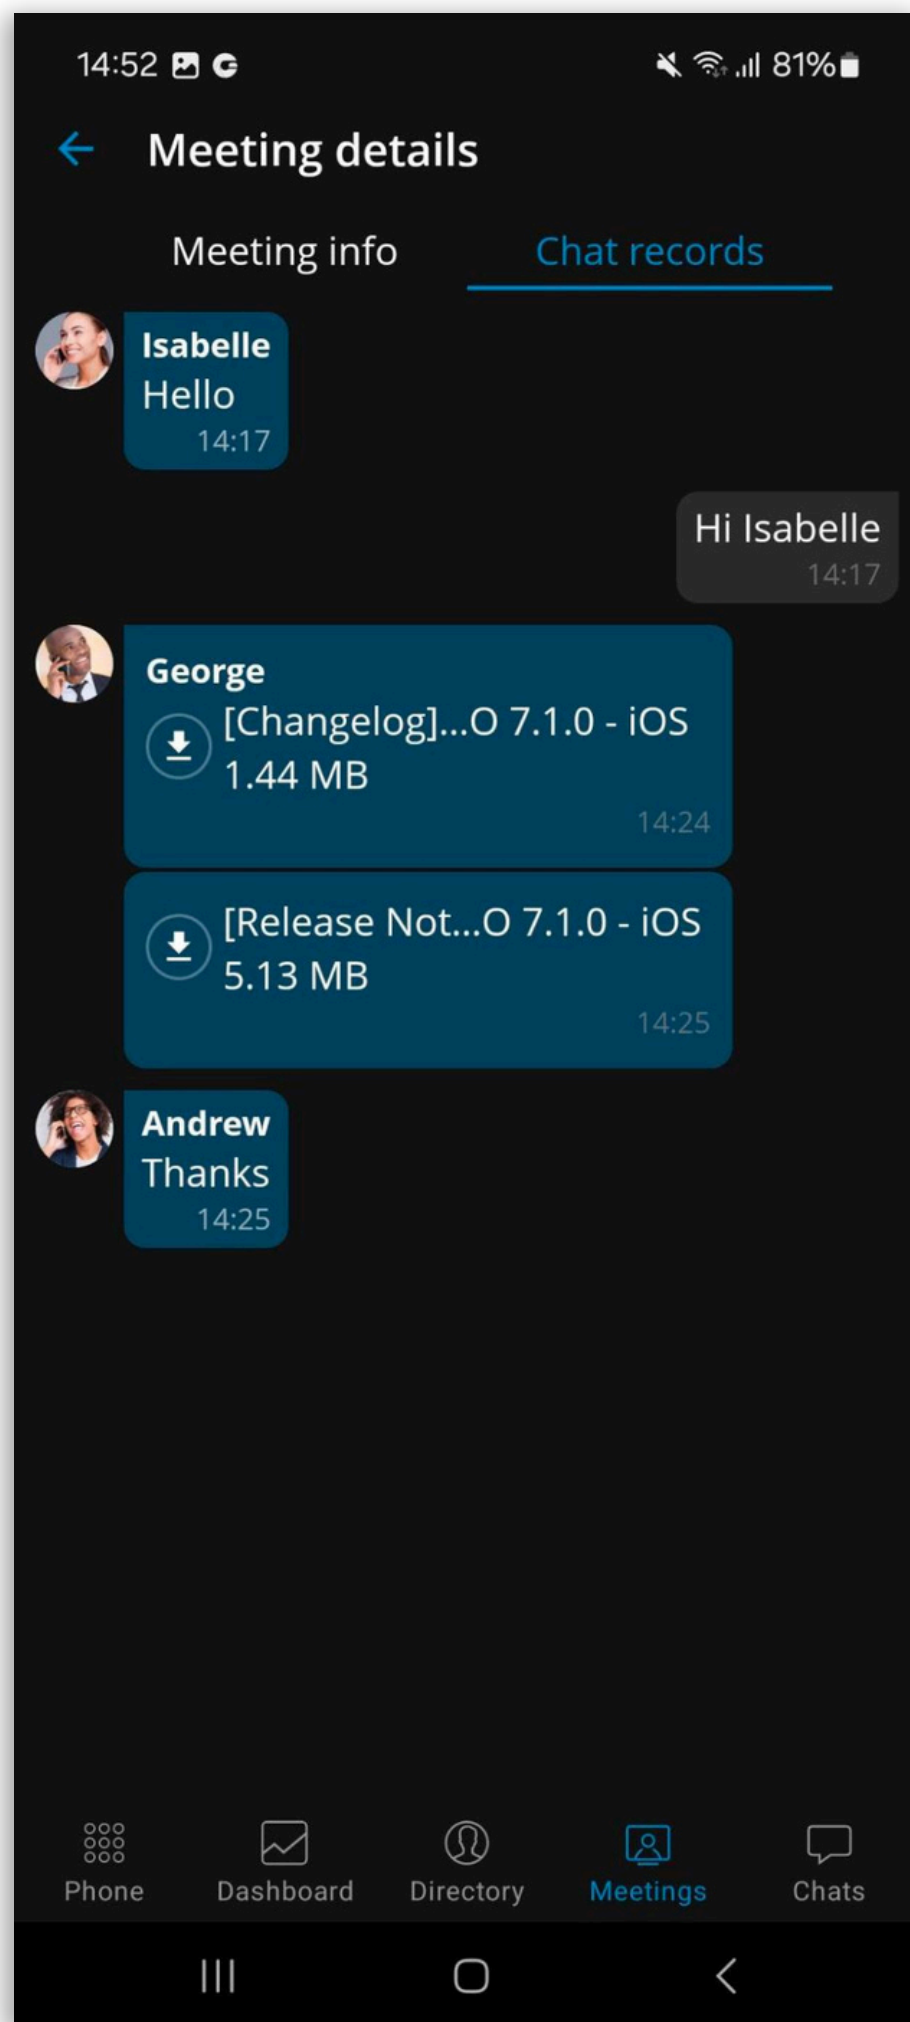 14:52
81%
Meeting details
Meeting info
Chat records
Isabelle
Hello
14:17
Hi Isabelle
14:17
George
[Changelog]...O 7.1.0 - iOS
1.44 MB
14:24
[Release Not...O 7.1.0 - iOS
5.13 MB
14:25
Andrew
Thanks
14:25
Phone
Dashboard
Directory
Meetings
Chats